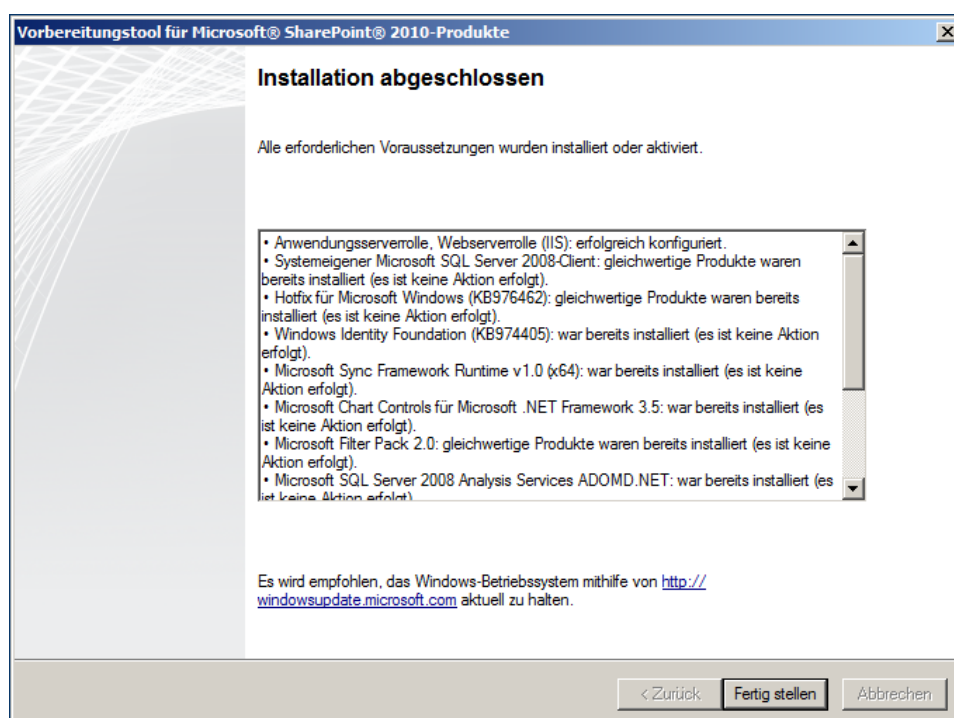 Vorbereitungstool für Microsoft® SharePoint® 2010-Produkte
Installation abgeschlossen
Alle erforderlichen Voraussetzungen wurden installiert oder aktiviert.
• Anwendungsserverrolle, Webserverrolle (IIS): erfolgreich konfiguriert.
• Systemeigener Microsoft SQL Server 2008-Client: gleichwertige Produkte waren
bereits installiert (es ist keine Aktion erfolgt).
• Hotfix für Microsoft Windows (KB976462): gleichwertige Produkte waren bereits
installiert (es ist keine Aktion erfolgt).
• Windows Identity Foundation (KB974405): war bereits installiert (es ist keine Aktion
erfolgt).
• Microsoft Sync Framework Runtime v1.0 (x64): war bereits installiert (es ist keine
Aktion erfolgt).
• Microsoft Chart Controls für Microsoft .NET Framework 3.5: war bereits installiert (es
ist keine Aktion erfolgt).
• Microsoft Filter Pack 2.0: gleichwertige Produkte waren bereits installiert (es ist keine
Aktion erfolgt).
• Microsoft SQL Server 2008 Analysis Services ADOMD.NET: war bereits installiert (es
ist keine Aktion erfolgt)
Es wird empfohlen, das Windows-Betriebssystem mithilfe von http://
windowsupdate.microsoft.com aktuell zu halten.
< Zurück Fertig stellen Abbrechen